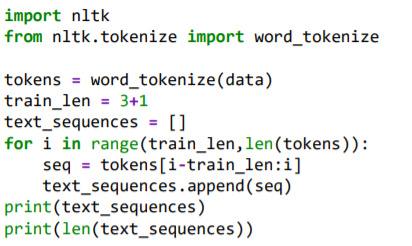 import nltk
from nltk.tokenize import word_tokenize

tokens = word_tokenize(data)
train_len = 3+1
text_sequences = []
for i in range(train_len,len(tokens)):
    seq = tokens[i-train_len:i]
    text_sequences.append(seq)
print(text_sequences)
print(len(text_sequences))